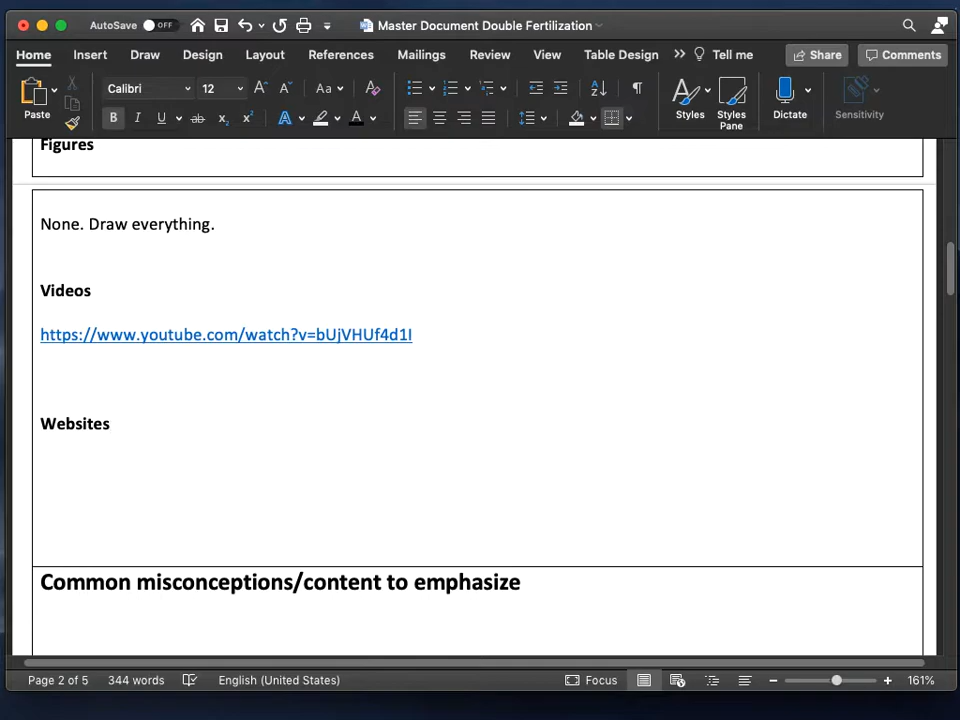 AutoSave OFF Master Document Double Fertilization
Home Insert Draw Design Layout References Mailings Review View Table Design >> Tell me Share Comments
Paste Calibri 12 Aa Styles Styles Pane Dictate Sensitivity
Figures
None. Draw everything.
Videos
https://www.youtube.com/watch?v=bUjVHUf4d1I
Websites
Common misconceptions/content to emphasize
Page 2 of 5 344 words English (United States) Focus 161%